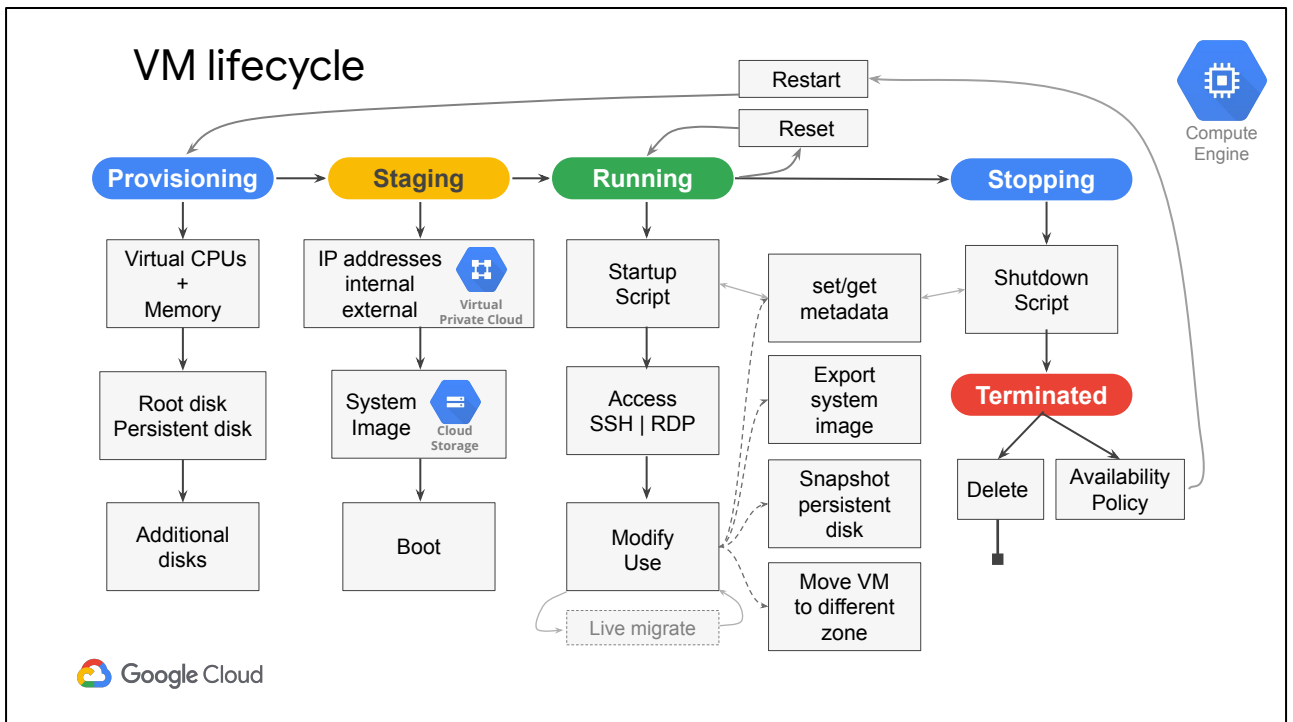 VM lifecycle
Restart
Reset
Compute
Engine
Provisioning
Staging
Running
Stopping
Virtual CPUs
+
Memory
Root disk
Persistent disk
Additional
disks
IP addresses
internal
external
Virtual
Private Cloud
System
Image
Cloud
Storage
Boot
Startup
Script
Access
SSH | RDP
Modify
Use
Live migrate
set/get
metadata
Export
system
image
Snapshot
persistent
disk
Move VM
to different
zone
Shutdown
Script
Terminated
Delete
Availability
Policy
Google Cloud